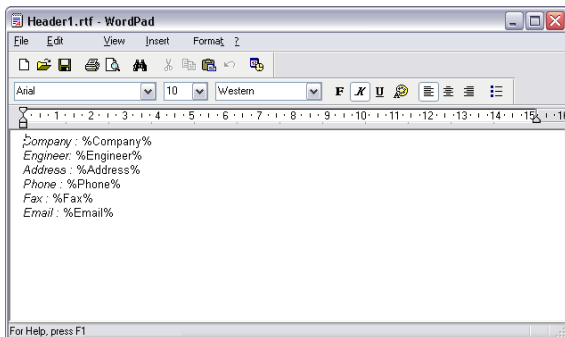 Header1.rtf - WordPad
File Edit View Insert Format ?
Arial 10 Western F K U
1 2 3 4 5 6 7 8 9 10 11 12 13 14 15 16
Company : %Company%
Engineer: %Engineer%
Address : %Address%
Phone : %Phone%
Fax : %Fax%
Email : %Email%
For Help, press F1